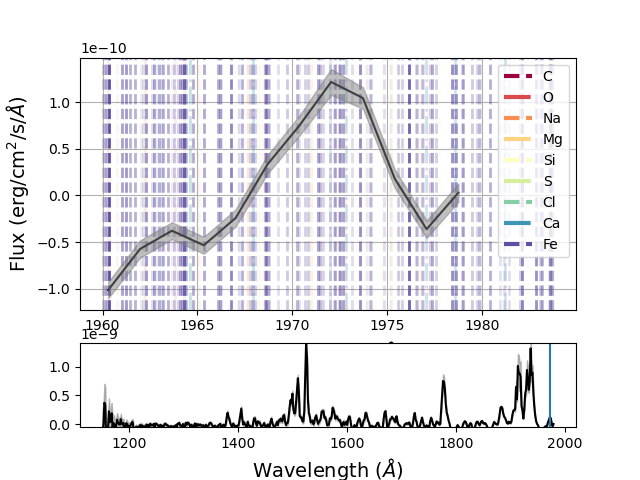 1e−10
Flux (erg/cm²/s/Å)
1.0
0.5
0.0
−0.5
−1.0
C
O
Na
Mg
Si
S
Cl
Ca
Fe
1960 1965 1970 1975 1980
1e−9
1.0
0.5
0.0
1200 1400 1600 1800 2000
Wavelength (Å)